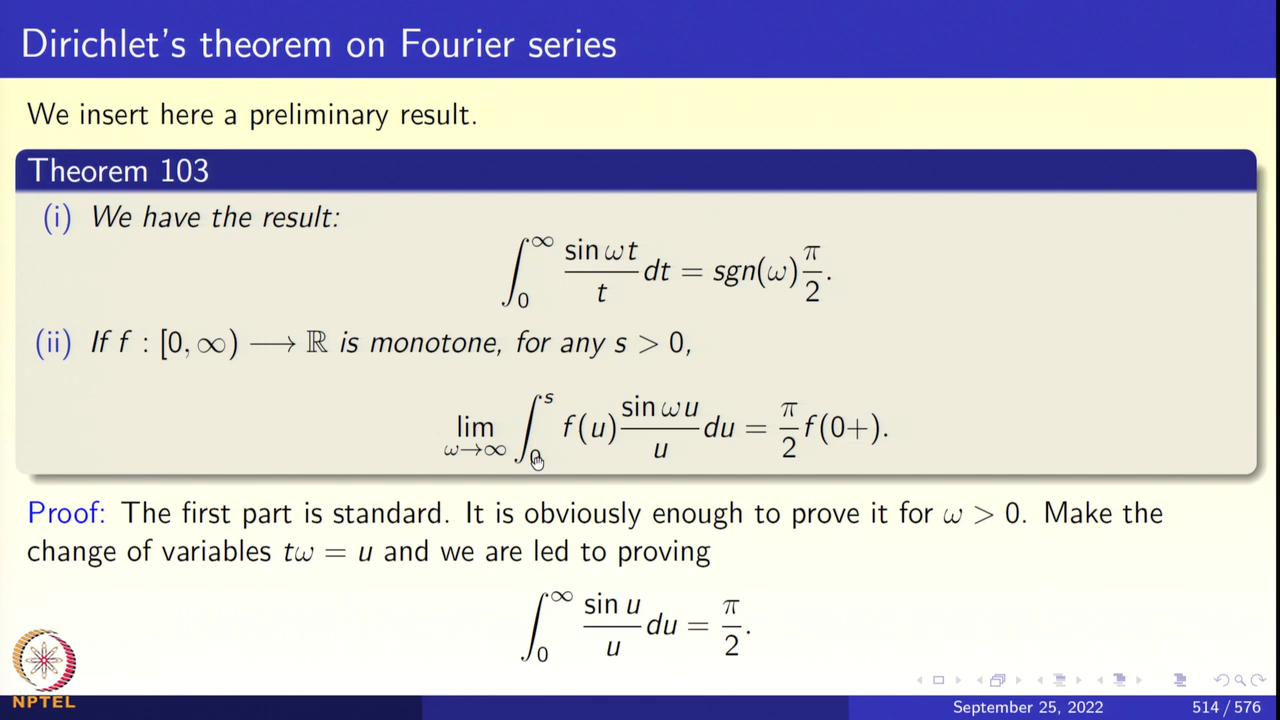 Dirichlet's theorem on Fourier series
We insert here a preliminary result.
Theorem 103
(i) We have the result:
∫₀^∞ (sin ωt / t) dt = sgn(ω) π/2.
(ii) If f : [0, ∞) ⟶ ℝ is monotone, for any s > 0,
lim_{ω→∞} ∫₀^s f(u) (sin ωu / u) du = π/2 f(0+).
Proof: The first part is standard. It is obviously enough to prove it for ω > 0. Make the
change of variables tω = u and we are led to proving
∫₀^∞ (sin u / u) du = π/2.
NPTEL
September 25, 2022 514 / 576